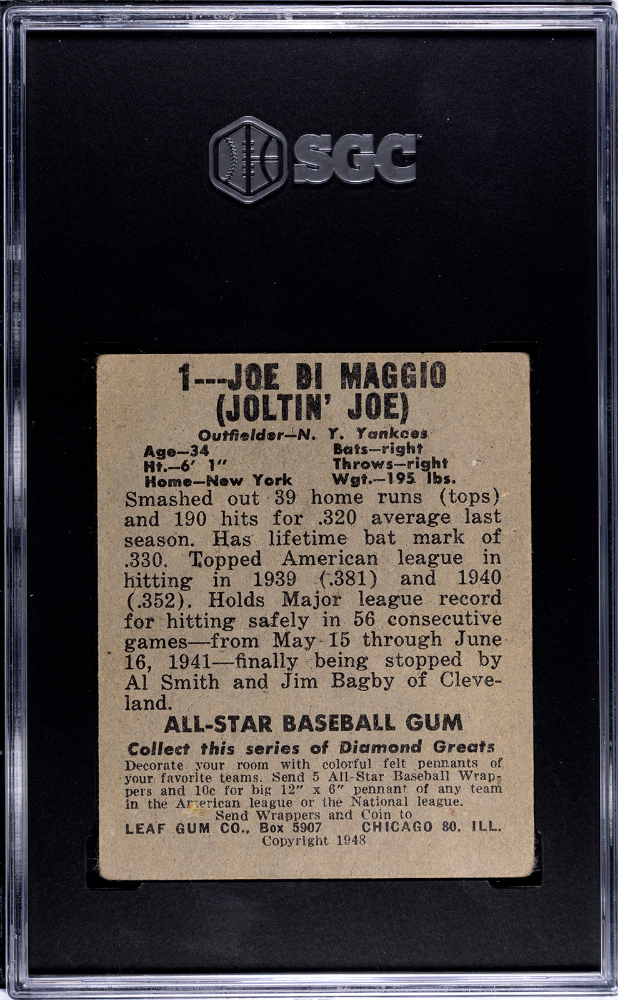 SGC
1---JOE DI MAGGIO
(JOLTIN' JOE)
Outfielder—N. Y. Yankees
Age—34 Bats—right
Ht.—6' 1" Throws—right
Home—New York Wgt.—195 lbs.
Smashed out 39 home runs (tops)
and 190 hits for .320 average last
season. Has lifetime bat mark of
.330. Topped American league in
hitting in 1939 (.381) and 1940
(.352). Holds Major league record
for hitting safely in 56 consecutive
games—from May 15 through June
16, 1941—finally being stopped by
Al Smith and Jim Bagby of Cleve-
land.
ALL-STAR BASEBALL GUM
Collect this series of Diamond Greats
Decorate your room with colorful felt pennants of
your favorite teams. Send 5 All-Star Baseball Wrap-
pers and 10c for big 12" x 6" pennant of any team
in the American league or the National league.
Send Wrappers and Coin to
LEAF GUM CO., Box 5907 CHICAGO 80, ILL.
Copyright 1948